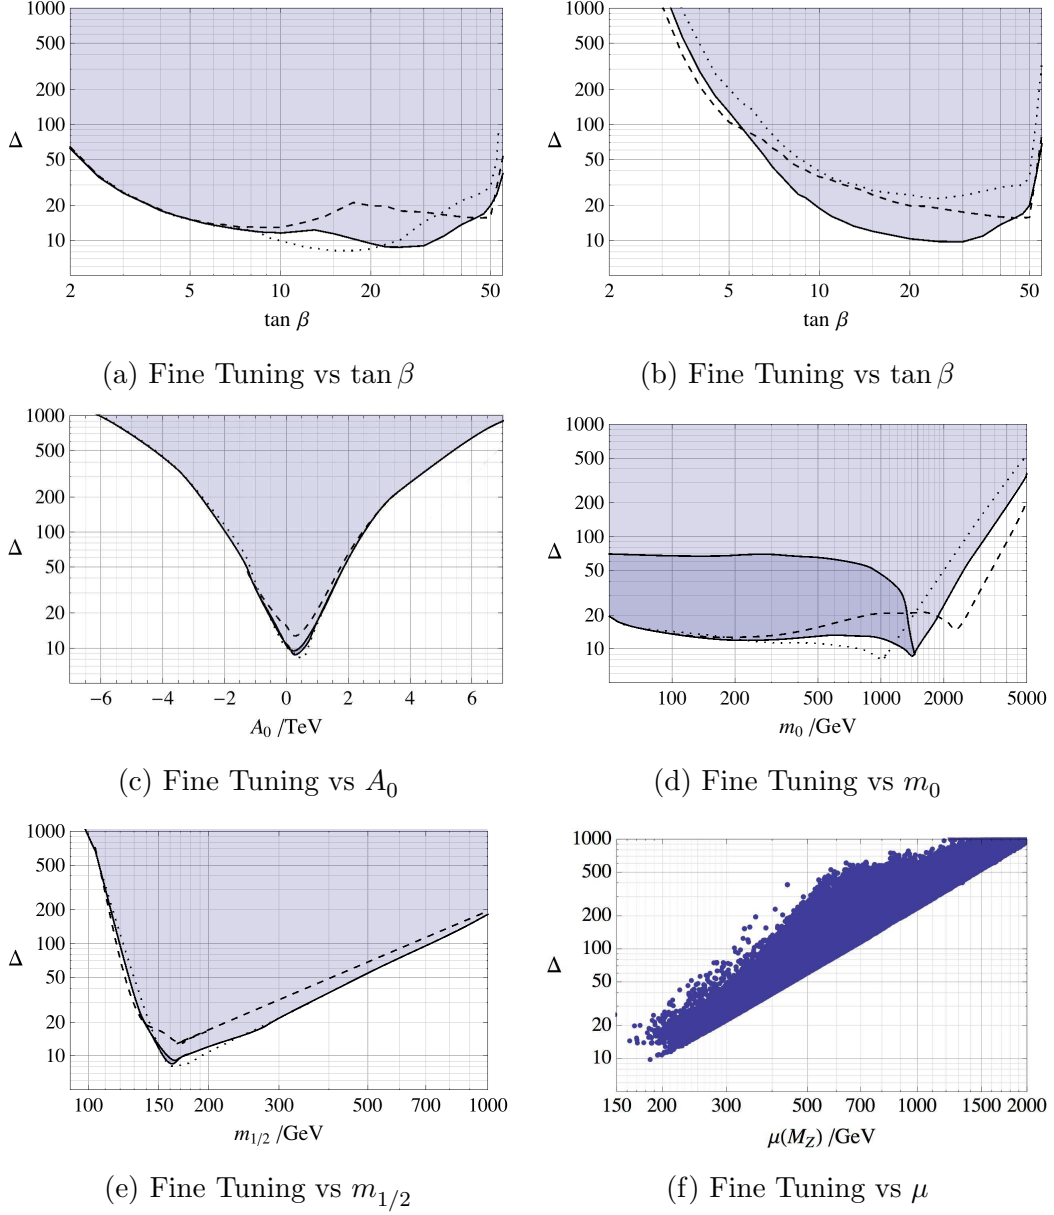 1000
500
200
100
50
20
10
Δ
2 5 10 20 50
tan β
(a) Fine Tuning vs tan β
1000
500
200
100
50
20
10
Δ
2 5 10 20 50
tan β
(b) Fine Tuning vs tan β
1000
500
200
100
50
20
10
Δ
−6 −4 −2 0 2 4 6
A0 /TeV
(c) Fine Tuning vs A0
1000
500
200
100
50
20
10
Δ
100 200 500 1000 2000 5000
m0 /GeV
(d) Fine Tuning vs m0
1000
500
200
100
50
20
10
Δ
100 150 200 300 500 700 1000
m1/2 /GeV
(e) Fine Tuning vs m1/2
1000
500
200
100
50
20
10
Δ
150 200 300 500 700 1000 1500 2000
μ(MZ) /GeV
(f) Fine Tuning vs μ